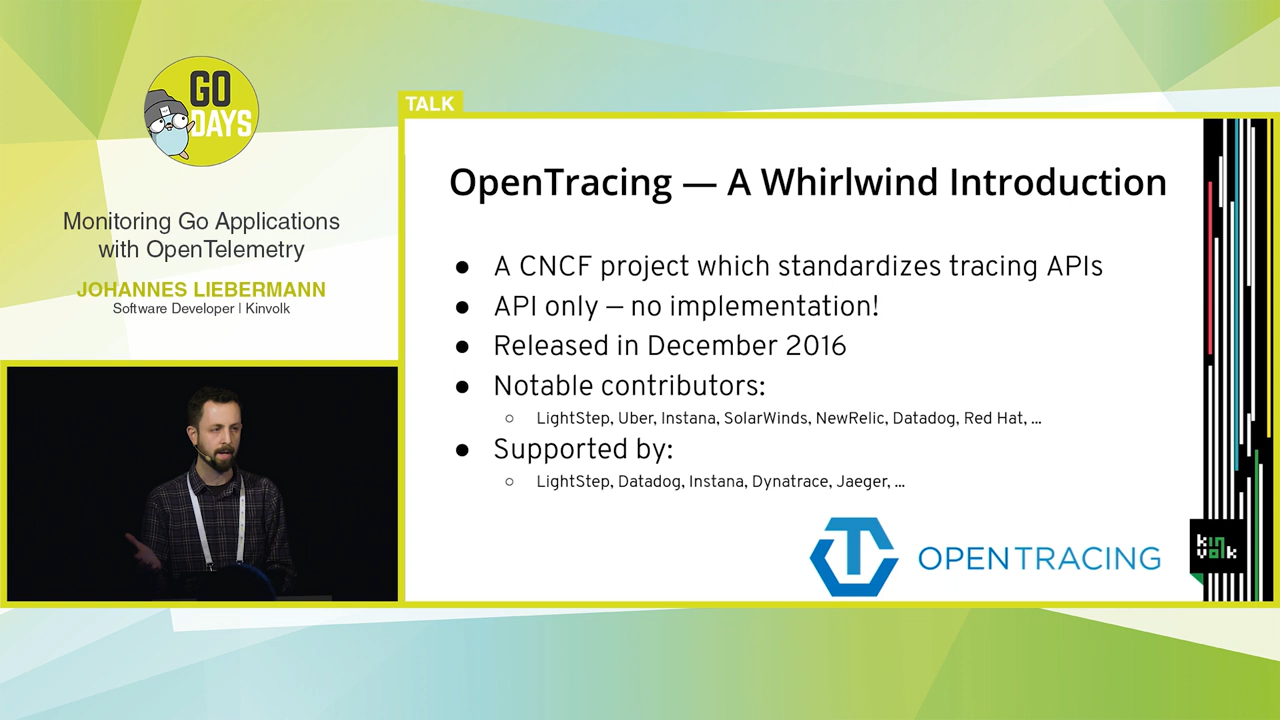 GO
DAYS
Monitoring Go Applications
with OpenTelemetry
JOHANNES LIEBERMANN
Software Developer | Kinvolk
TALK
OpenTracing — A Whirlwind Introduction
● A CNCF project which standardizes tracing APIs
● API only – no implementation!
● Released in December 2016
● Notable contributors:
○ LightStep, Uber, Instana, SolarWinds, NewRelic, Datadog, Red Hat, ...
● Supported by:
○ LightStep, Datadog, Instana, Dynatrace, Jaeger, ...
OPENTRACING
kin
volk